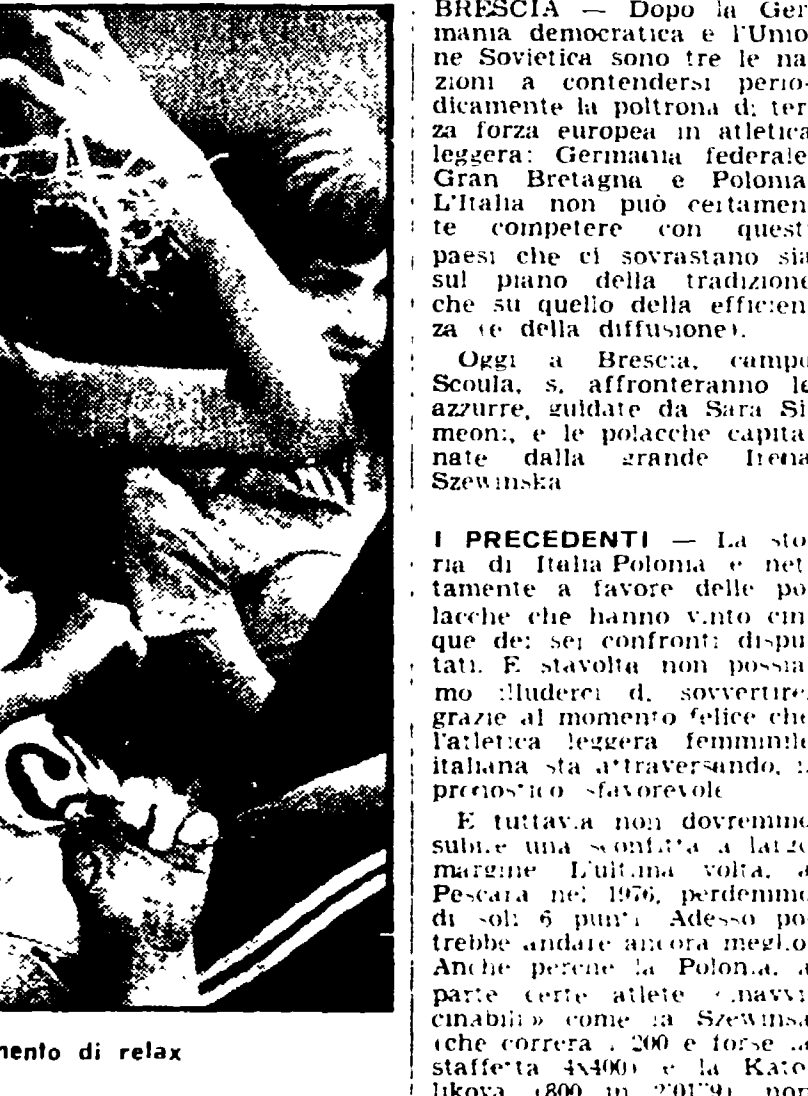 BRESCIA — Dopo la Ger
mania democratica e l'Unio
ne Sovietica sono tre le na
zioni a contendersi perio-
dicamente la poltrona di ter
za forza europea in atletica
leggera: Germania federale
Gran Bretagna e Polonia
L'Italia non può certamen
te competere con questi
paesi che ci sovrastano sia
sul piano della tradizione
che su quello della efficien
za (e della diffusione).
Oggi a Brescia, campo
Scoula, si affronteranno le
azzurre, guidate da Sara Si
meoni, e le polacche capita
nate dalla grande Irena
Szewinska
I PRECEDENTI — La sto
ria di Italia Polonia e net
tamente a favore delle po
lacche che hanno vinto cin
que dei sei confronti dispu
tati. E stavolta non possia
mo illuderci di sovvertire,
grazie al momento felice che
l'atletica leggera femminile
italiana sta attraversando, il
pronostico sfavorevole
E tuttavia non dovremmo
subire una sconfitta a largo
margine L'ultima volta, a
Pescara nel 1976, perdemmo
di soli 6 punti Adesso po
trebbe andare ancora meglio
Anche perche la Polonia, a
parte certe atlete
cinabili» come la Szewinsa
(che correra i 200 e forse la
staffetta 4x400) e la Kato
likova (800 in 2'01"9) non
mento di relax